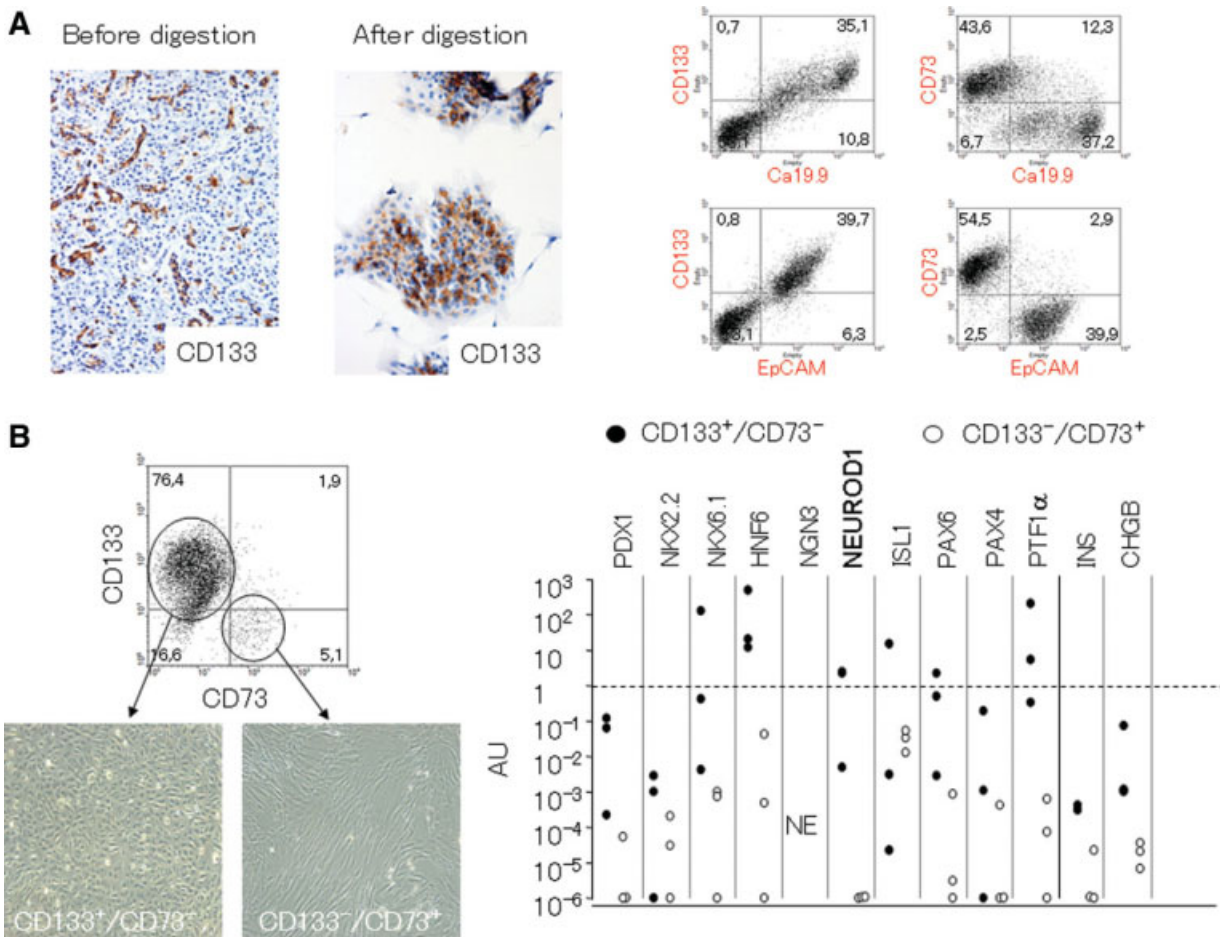 A
Before digestion
After digestion
CD133
CD133
0,7
35,1
CD133
10,8
Ca19.9
43,6
12,3
CD73
6,7
37,2
Ca19.9
0,8
39,7
CD133
6,3
EpCAM
54,5
2,9
CD73
2,5
39,9
EpCAM
B
76,4
1,9
CD133
16,6
5,1
CD73
CD133⁺/CD73⁻
CD133⁻/CD73⁺
● CD133⁺/CD73⁻
○ CD133⁻/CD73⁺
PDX1
NKX2.2
NKX6.1
HNF6
NGN3
NEUROD1
ISL1
PAX6
PAX4
PTF1α
INS
CHGB
10³
10²
10
1
10⁻¹
10⁻²
10⁻³
10⁻⁴
10⁻⁵
10⁻⁶
AU
NE